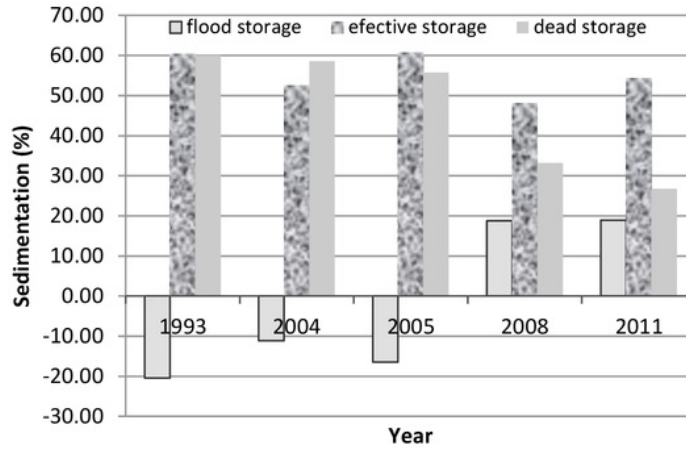 flood storage efective storage dead storage
70.00
60.00
50.00
40.00
30.00
20.00
10.00
0.00
-10.00
-20.00
-30.00
Sedimentation (%)
1993 2004 2005 2008 2011
Year